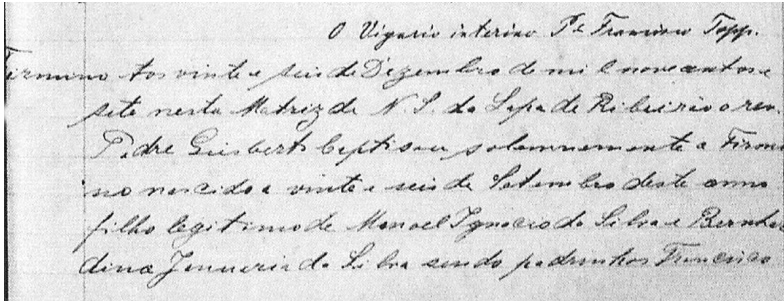 O Vigario interino Pe Francisco Topp.
Firmino Aos vinte e seis de Dezembro de mil novecentos e
sete nesta Matriz de N. S. da Lapa de Ribeirão o rev.
Padre Gisbert baptisou solemnemente a Firmi
no nascido a vinte e seis de Setembro deste anno
filho legitimo de Manoel Ignacio da Silva e Bernhar
dina Januaria da Silva sendo padrinhos Francisco